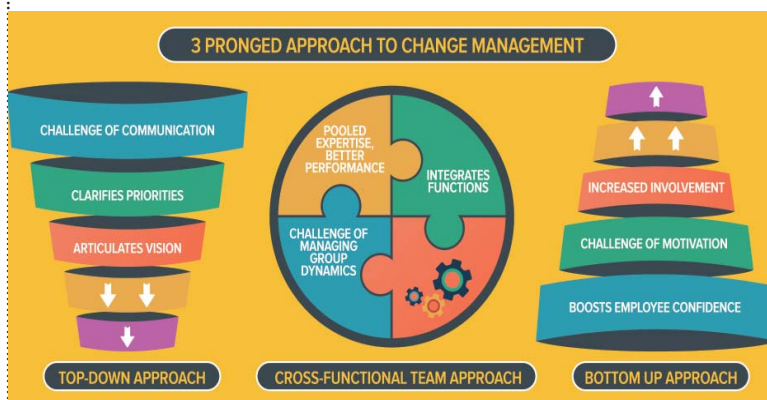 3 PRONGED APPROACH TO CHANGE MANAGEMENT
CHALLENGE OF COMMUNICATION
CLARIFIES PRIORITIES
ARTICULATES VISION
TOP-DOWN APPROACH
POOLED
EXPERTISE,
BETTER
PERFORMANCE
INTEGRATES
FUNCTIONS
CHALLENGE OF
MANAGING
GROUP
DYNAMICS
CROSS-FUNCTIONAL TEAM APPROACH
INCREASED INVOLVEMENT
CHALLENGE OF MOTIVATION
BOOSTS EMPLOYEE CONFIDENCE
BOTTOM UP APPROACH